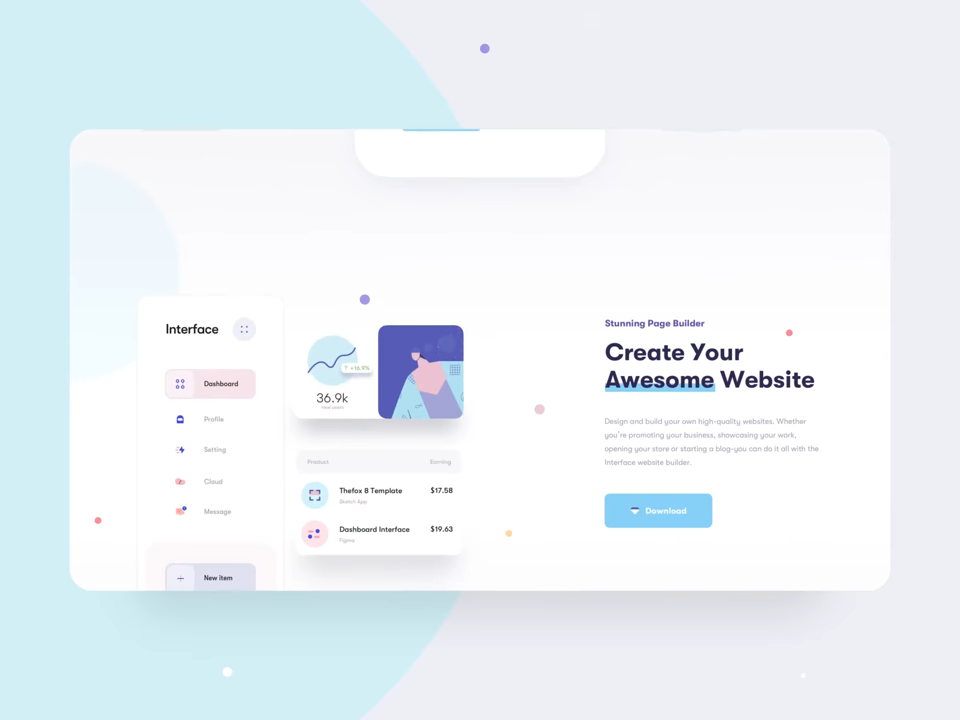 Interface
Dashboard
Profile
Setting
Cloud
Message
New item
+16.9%
36.9k
Product Earning
Thefox 8 Template $17.58
Sketch App
Dashboard Interface $19.63
Figma
Stunning Page Builder
Create Your
Awesome Website
Design and build your own high-quality websites. Whether
you're promoting your business, showcasing your work,
opening your store or starting a blog-you can do it all with the
Interface website builder.
Download